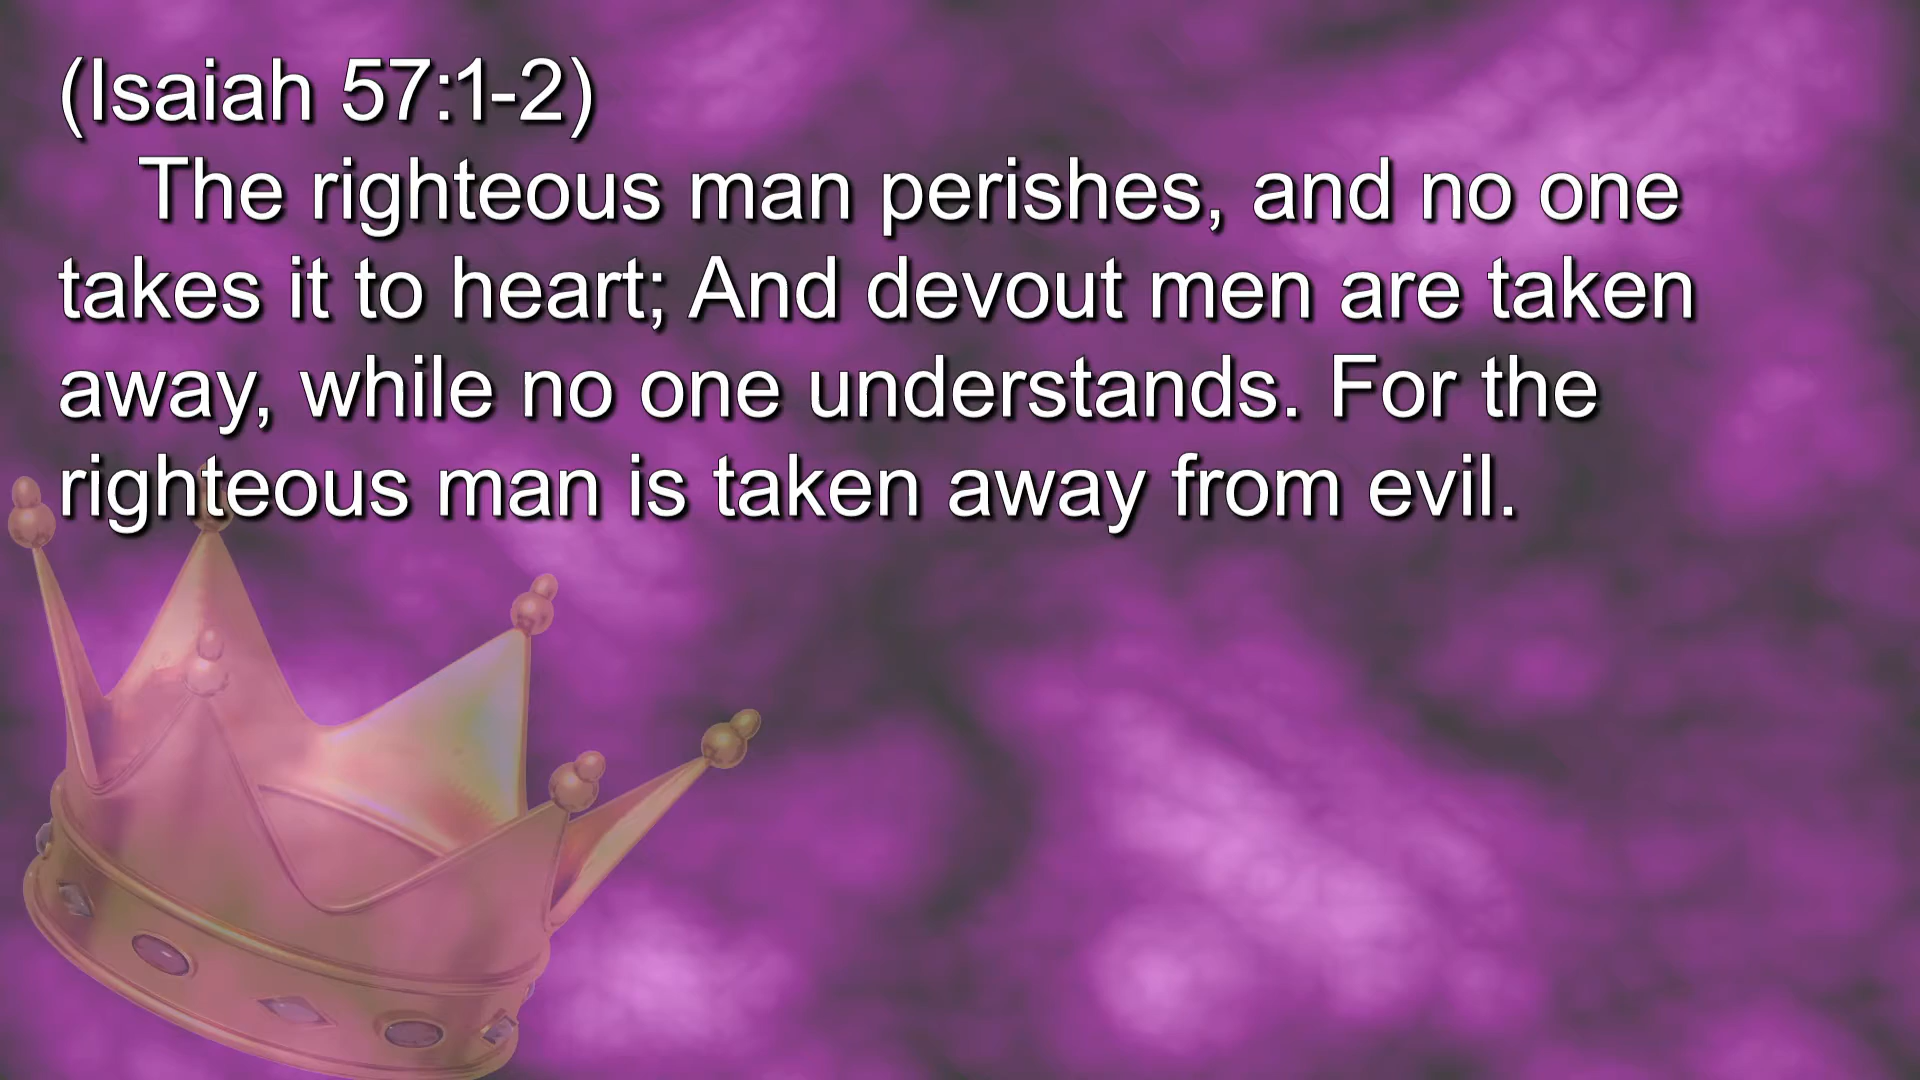 (Isaiah 57:1-2)
The righteous man perishes, and no one
takes it to heart; And devout men are taken
away, while no one understands. For the
righteous man is taken away from evil.